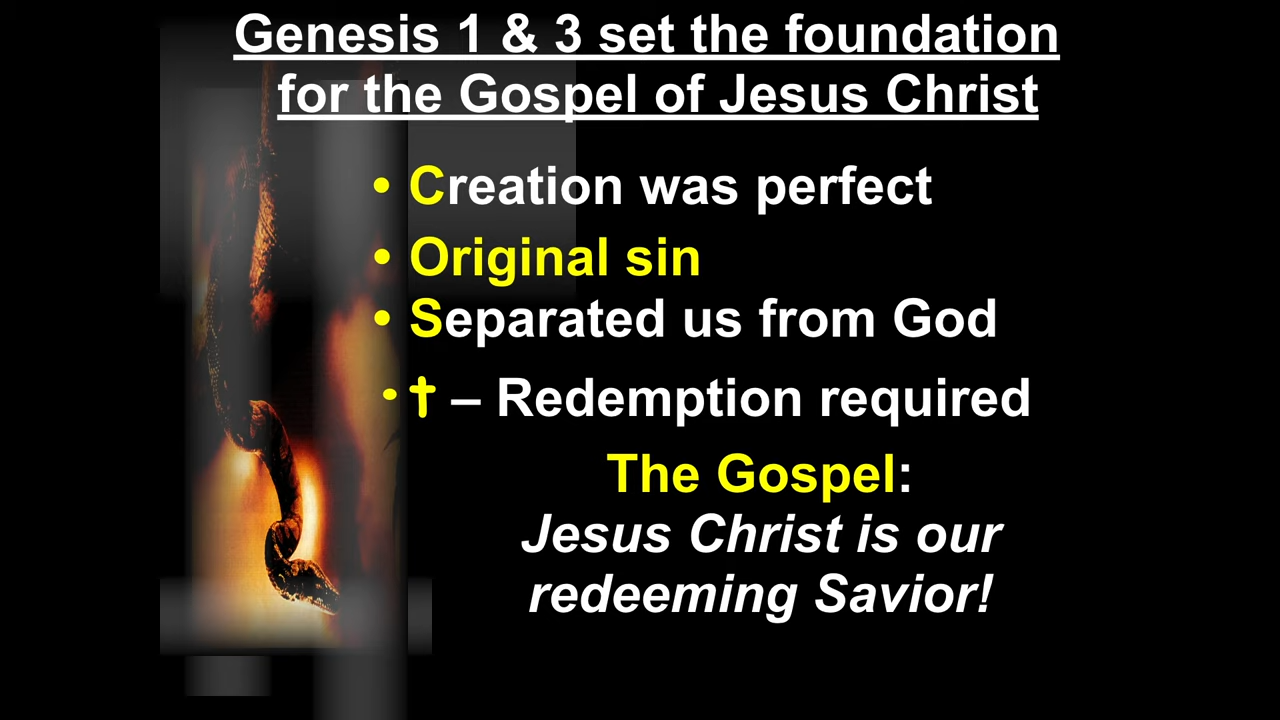 Genesis 1 & 3 set the foundation
for the Gospel of Jesus Christ
• Creation was perfect
• Original sin
• Separated us from God
• † – Redemption required
The Gospel:
Jesus Christ is our
redeeming Savior!